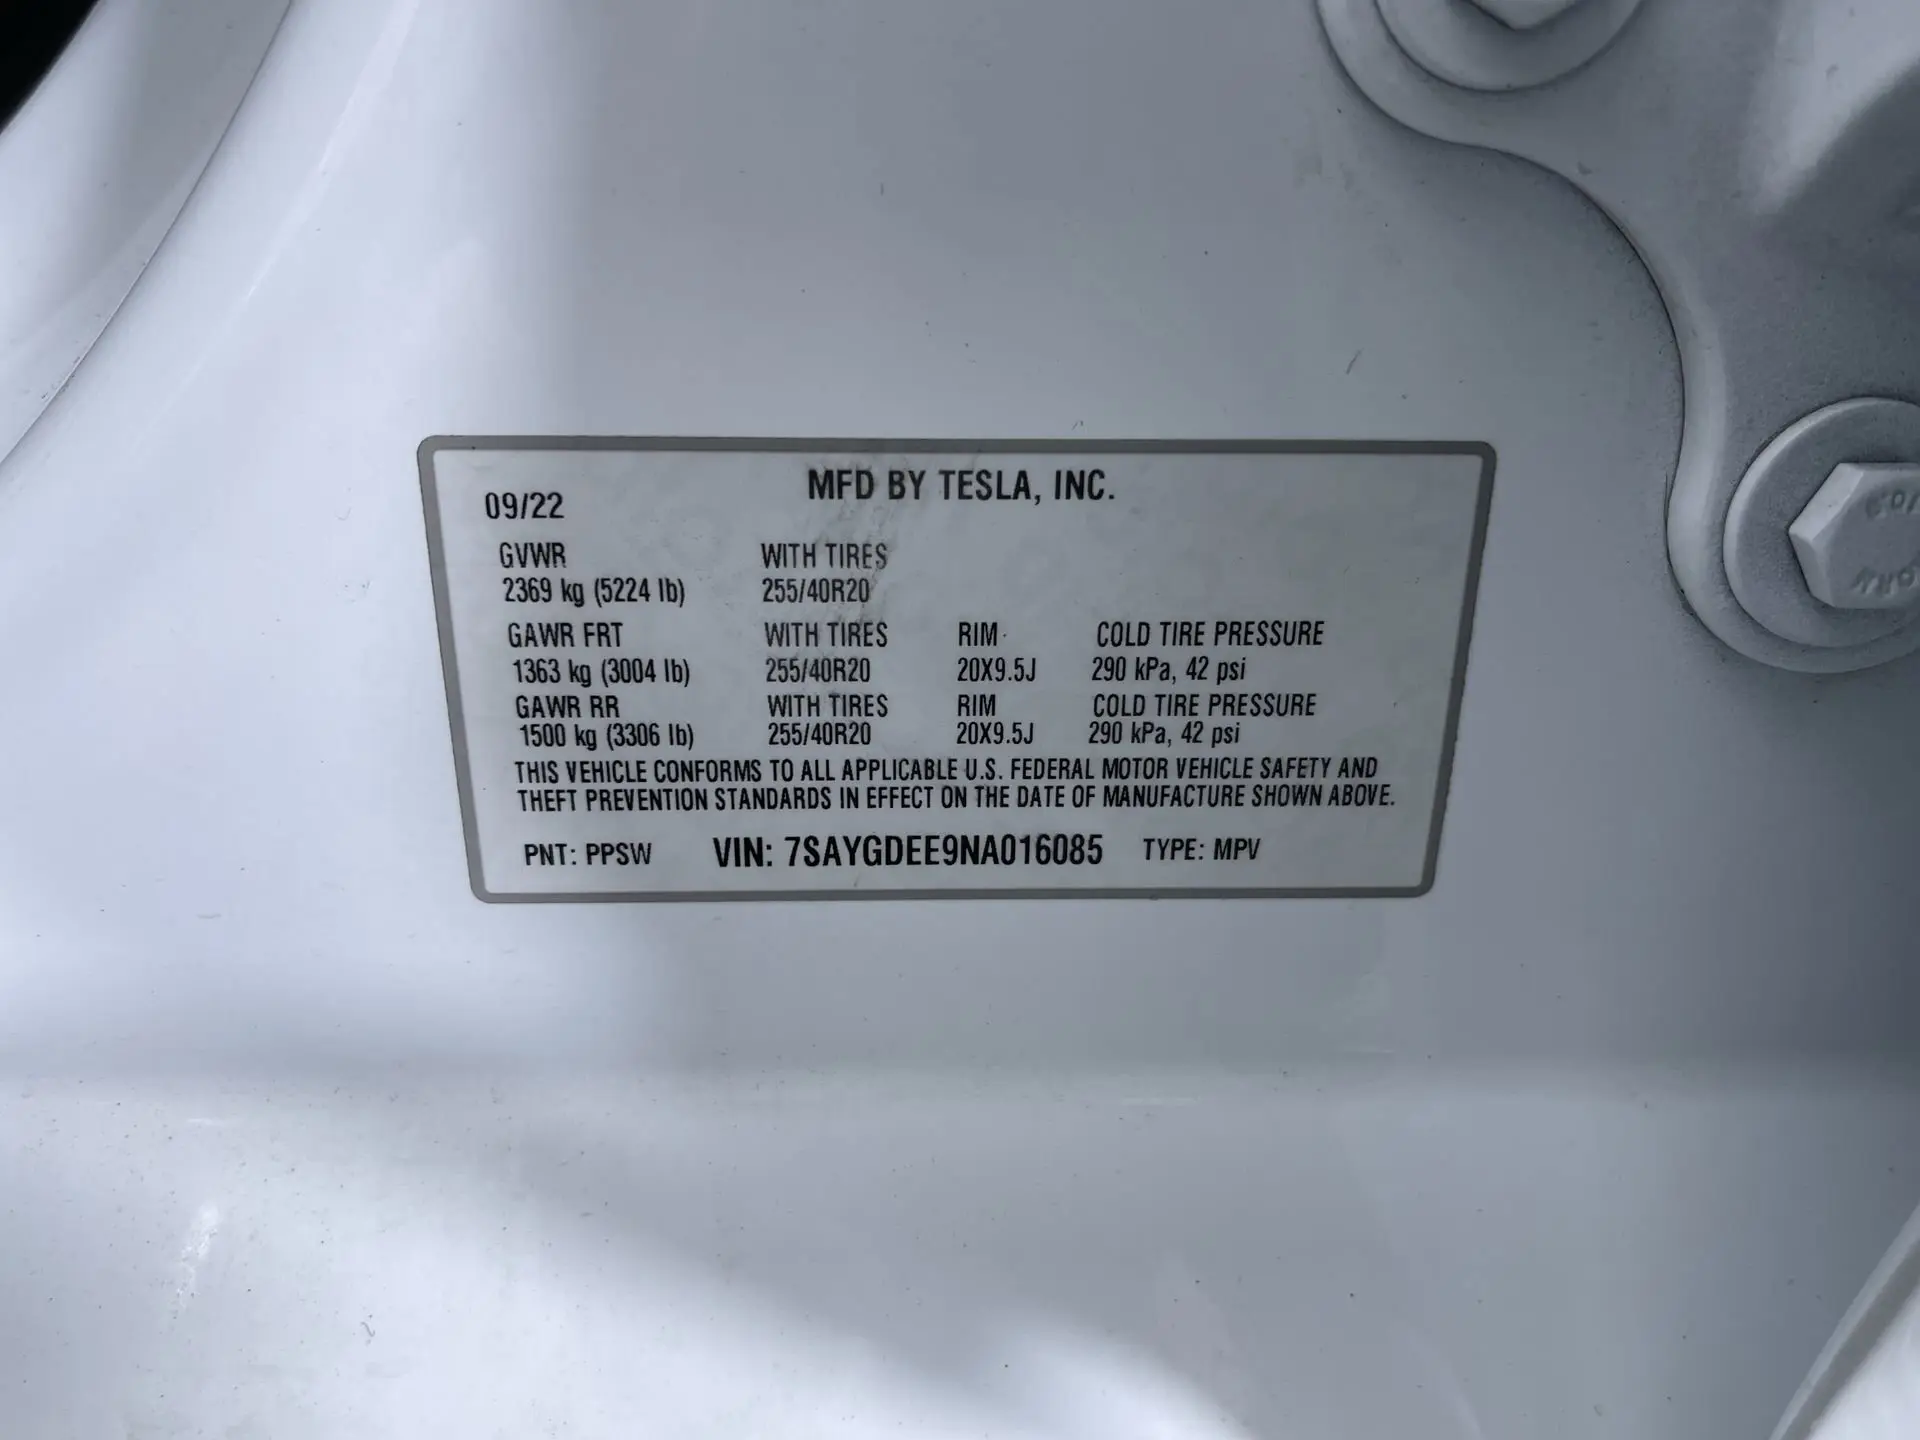 MFD BY TESLA, INC.
09/22
GVWR WITH TIRES
2369 kg (5224 lb) 255/40R20
GAWR FRT WITH TIRES RIM COLD TIRE PRESSURE
1363 kg (3004 lb) 255/40R20 20X9.5J 290 kPa, 42 psi
GAWR RR WITH TIRES RIM COLD TIRE PRESSURE
1500 kg (3306 lb) 255/40R20 20X9.5J 290 kPa, 42 psi
THIS VEHICLE CONFORMS TO ALL APPLICABLE U.S. FEDERAL MOTOR VEHICLE SAFETY AND
THEFT PREVENTION STANDARDS IN EFFECT ON THE DATE OF MANUFACTURE SHOWN ABOVE.
PNT: PPSW VIN: 7SAYGDEE9NA016085 TYPE: MPV